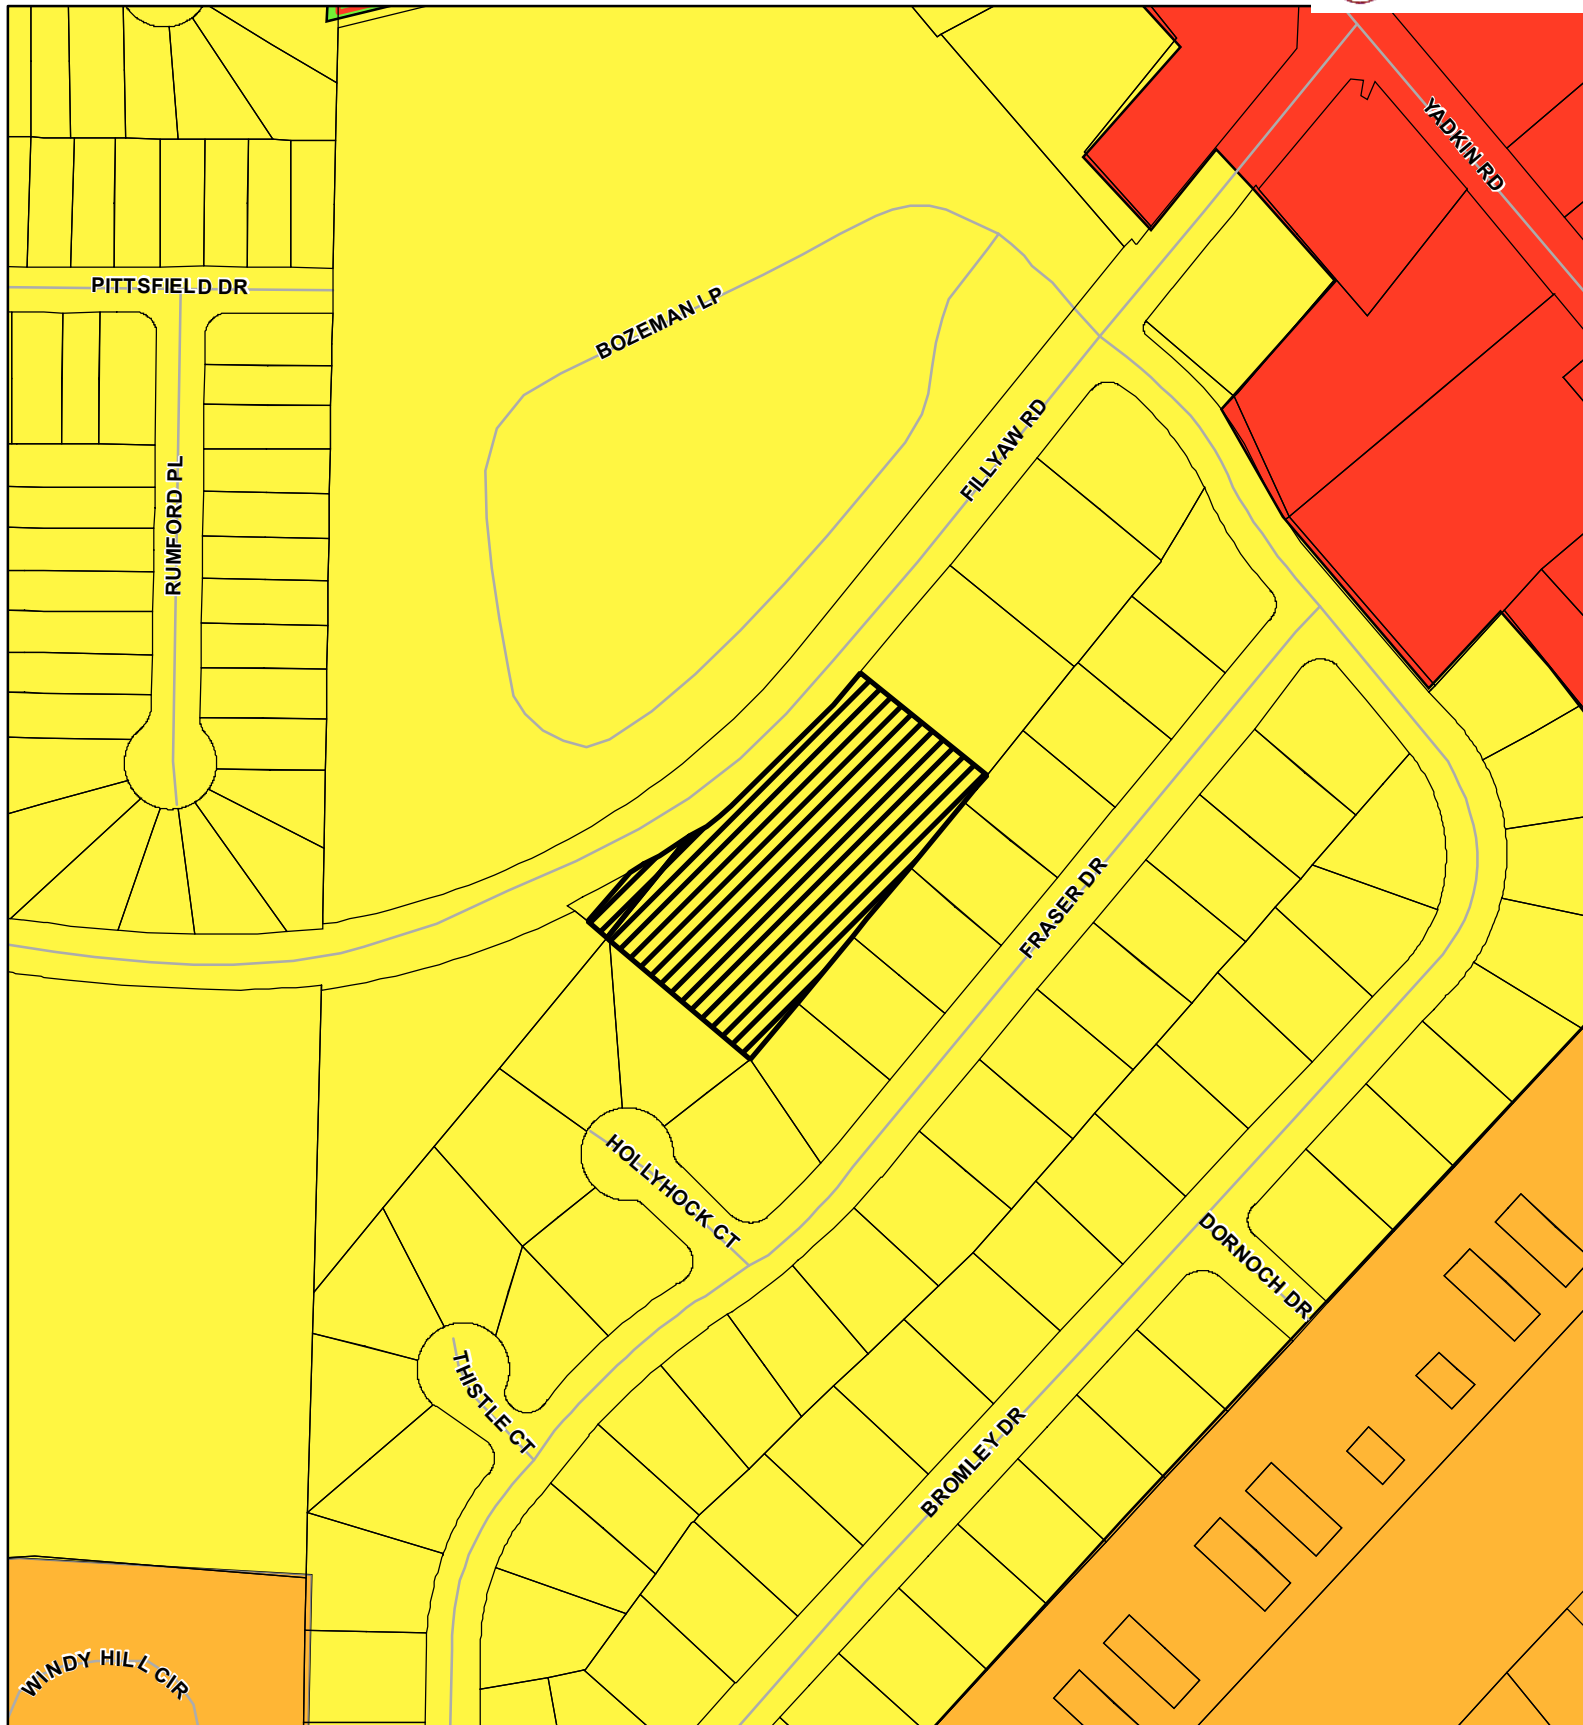 YADKIN RD
PITTSFIELD DR
BOZEMAN LP
FILLYAW RD
RUMFORD PL
FRASER DR
HOLLYHOCK CT
DORNOCH DR
THISTLE CT
BROMLEY DR
WINDY HILL CIR